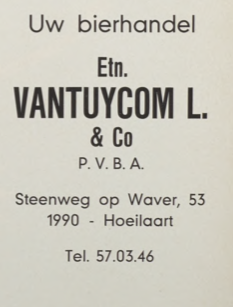 Uw bierhandel
Etn.
VANTUYCOM L.
& Co
P.V.B.A.
Steenweg op Waver, 53
1990 - Hoeilaart
Tel. 57.03.46